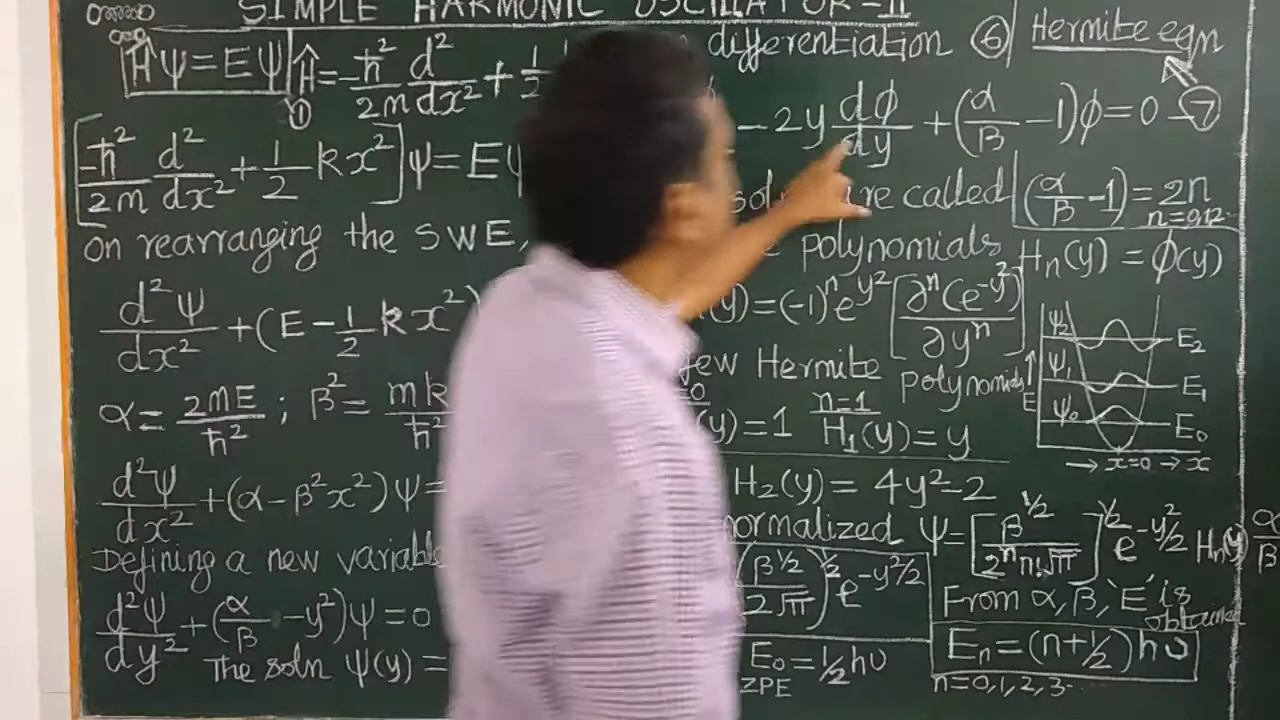 SIMPLE HARMONIC OSCILLATOR-II
Ĥψ=Eψ
Ĥ=-ħ²/2m d²/dx² + 1/2
①
[-ħ²/2m d²/dx² + 1/2 kx²]ψ=Eψ
on rearranging the SWE,
d²ψ/dx² + (E - 1/2 kx²)
α= 2mE/ħ² ; β²= mk/ħ²
d²ψ/dx² + (α-β²x²)ψ=
Defining a new variable
d²ψ/dy² + (α/β - y²)ψ=0
The soln ψ(y)=
differentiation ⑥
Hermite eqn
- 2y dφ/dy + (α/β - 1)φ=0 -⑦
are called
(α/β - 1)=2n
n=0,1,2..
polynomials
Hn(y) = φ(y)
(y)=(-1)ⁿ e^y² [∂ⁿ(e^-y²)/∂yⁿ]
few Hermite polynomials
(y)=1
n=1
H₁(y)=y
H₂(y)= 4y²-2
ψ₂ E₂
ψ₁ E₁
E
ψ₀ E₀
→ x=0 → x
normalized ψ=[β^1/2 / 2ⁿ n! √π]^1/2 e^-y²/2 Hn(y)
α/β
(β^1/2 / 2√π)^1/2 e^-y²/2
From α, β, 'E' is obtained
E₀=1/2hυ
ZPE
En=(n+1/2)hυ
n=0,1,2,3..